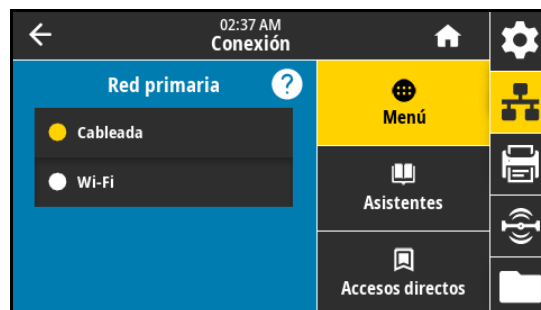 02:37 AM
Conexión
Red primaria
?
Cableada
Wi-Fi
Menú
Asistentes
Accesos directos